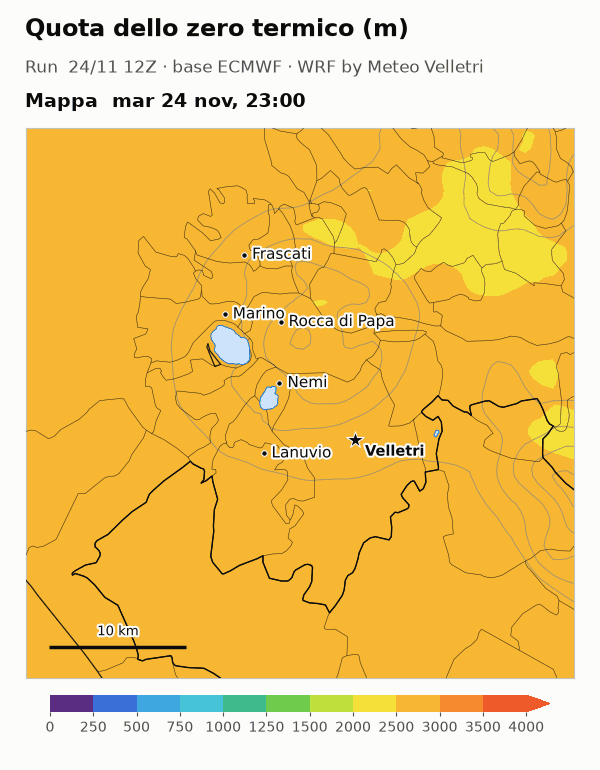 Quota dello zero termico (m)
Run  24/11 12Z · base ECMWF · WRF by Meteo Velletri
Mappa  mar 24 nov, 23:00
Frascati
Marino
Rocca di Papa
Nemi
Velletri
Lanuvio
10 km
0 250 500 750 1000 1250 1500 2000 2500 3000 3500 4000